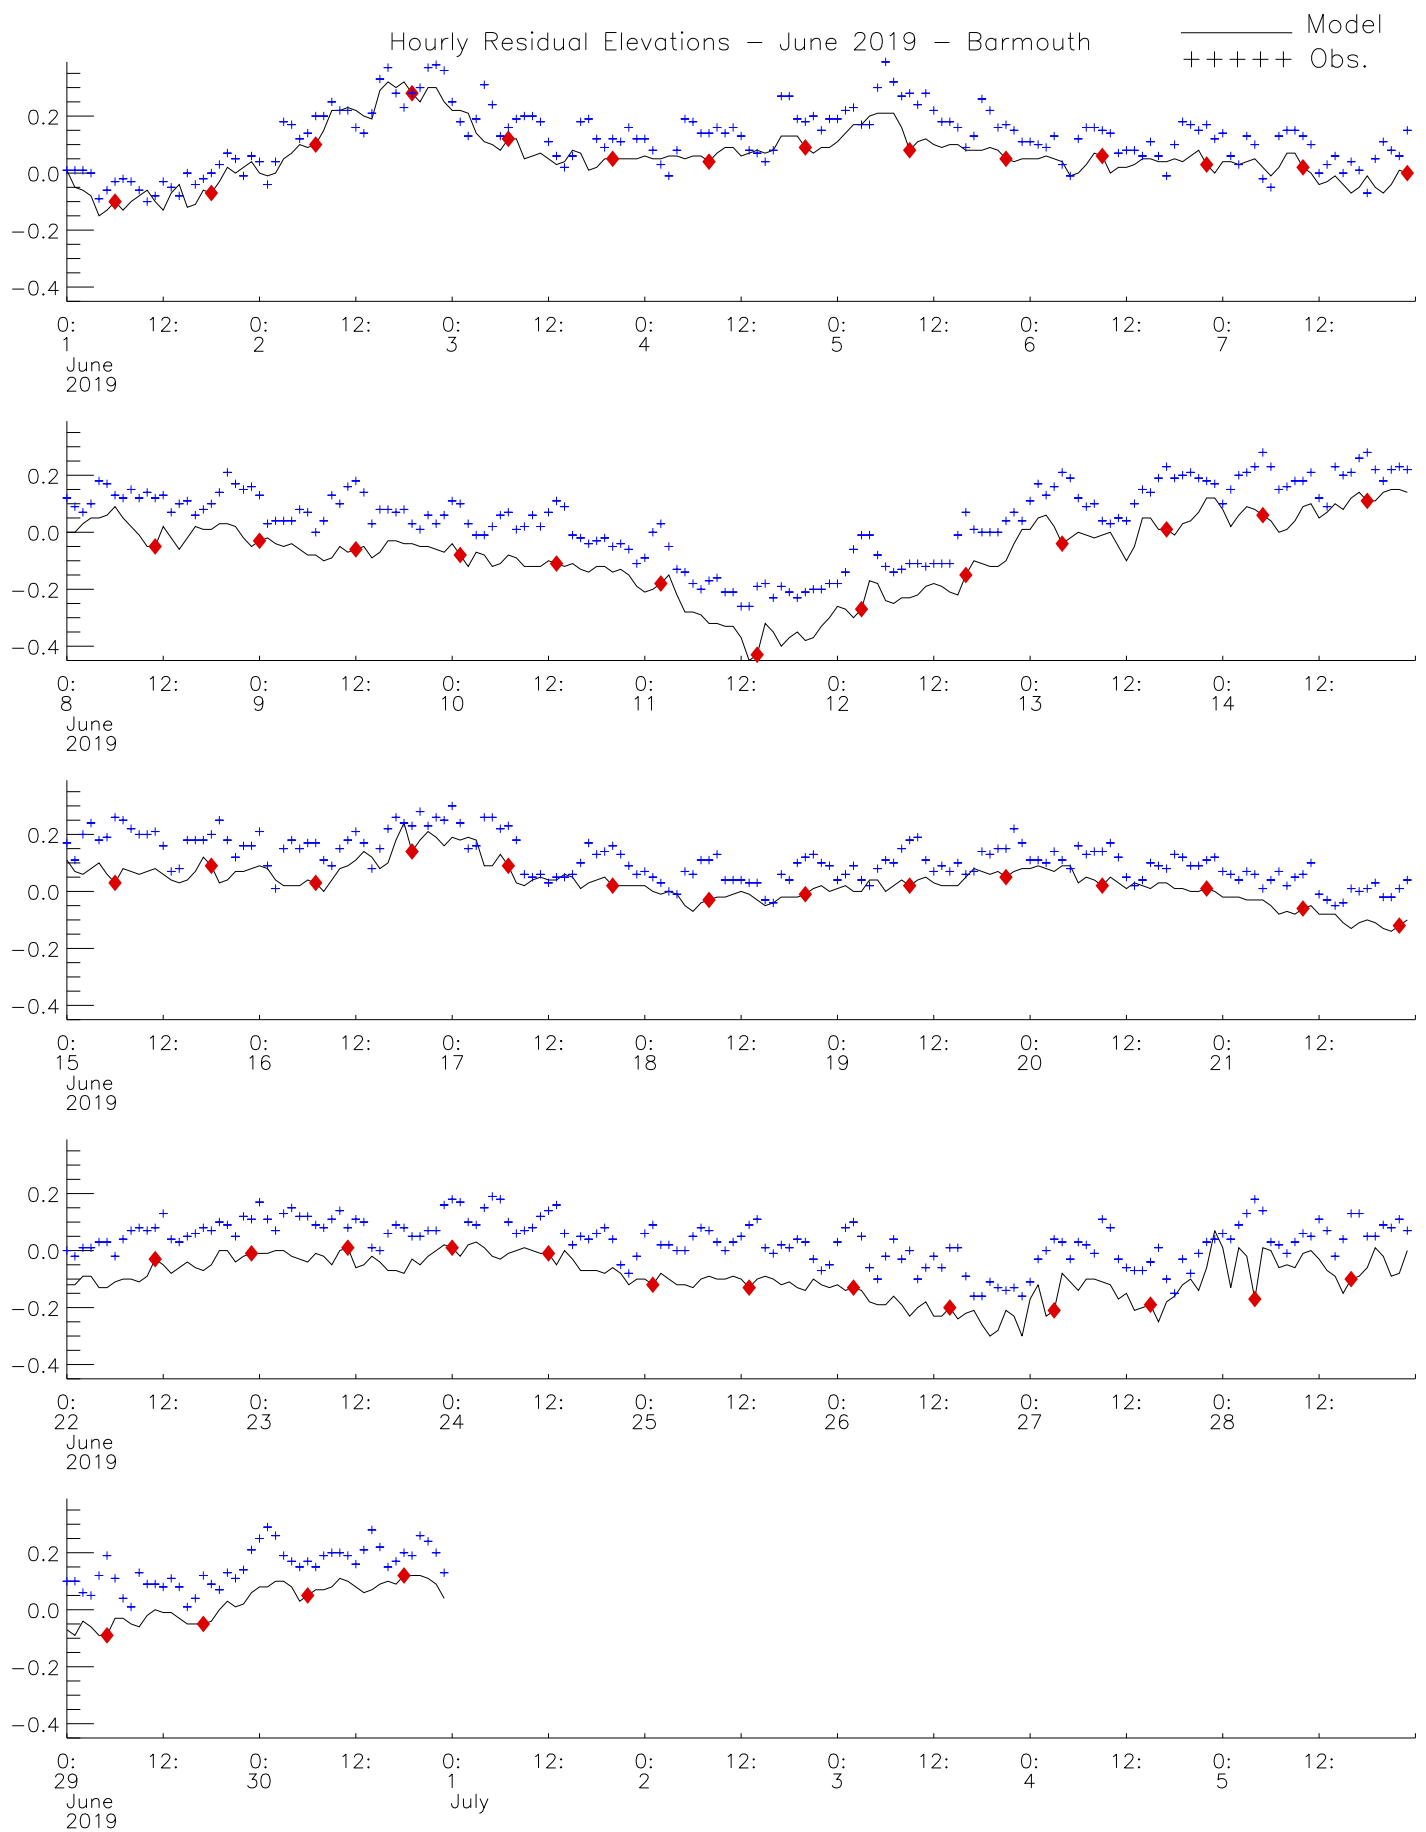 Hourly Residual Elevations – June 2019 – Barmouth
Model
+++++ Obs.
0.2
0.0
−0.2
−0.4
0: 12: 0: 12: 0: 12: 0: 12: 0: 12: 0: 12: 0: 12:
1 2 3 4 5 6 7
June
2019
0.2
0.0
−0.2
−0.4
0: 12: 0: 12: 0: 12: 0: 12: 0: 12: 0: 12: 0: 12:
8 9 10 11 12 13 14
June
2019
0.2
0.0
−0.2
−0.4
0: 12: 0: 12: 0: 12: 0: 12: 0: 12: 0: 12: 0: 12:
15 16 17 18 19 20 21
June
2019
0.2
0.0
−0.2
−0.4
0: 12: 0: 12: 0: 12: 0: 12: 0: 12: 0: 12: 0: 12:
22 23 24 25 26 27 28
June
2019
0.2
0.0
−0.2
−0.4
0: 12: 0: 12: 0: 12: 0: 12: 0: 12: 0: 12: 0: 12:
29 30 1 2 3 4 5
June July
2019